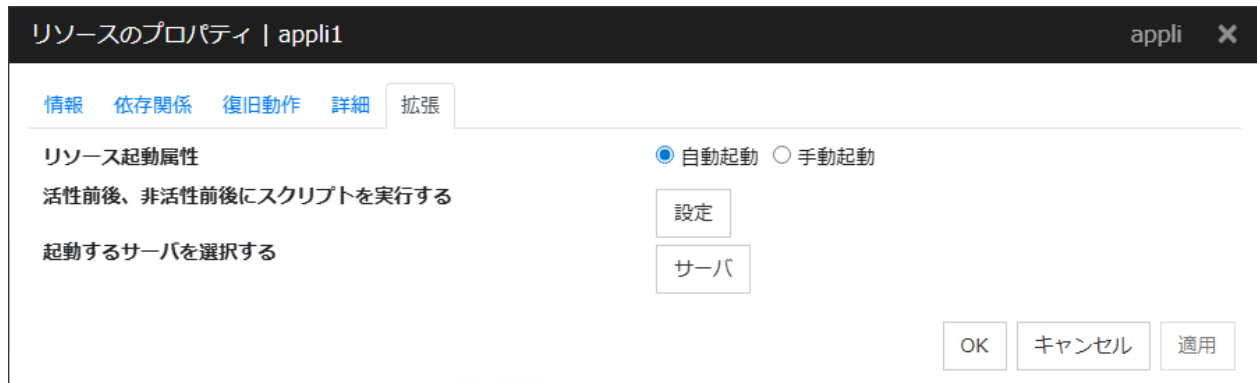 リソースのプロパティ | appli1 appli ×
情報 依存関係 復旧動作 詳細 拡張
リソース起動属性 自動起動 手動起動
活性前後、非活性前後にスクリプトを実行する 設定
起動するサーバを選択する サーバ
OK キャンセル 適用